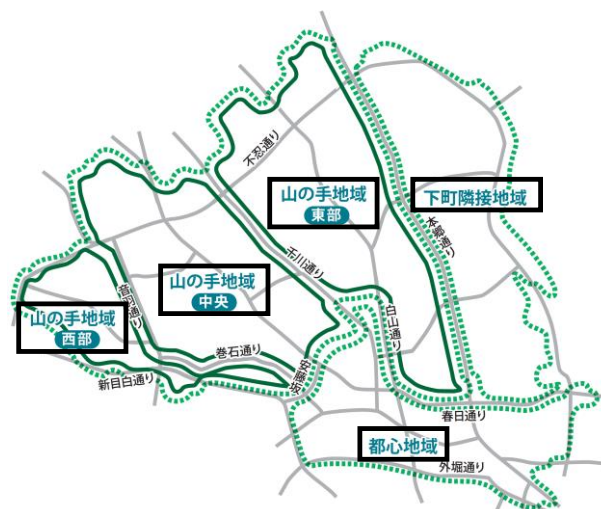 不忍通り
山の手地域
東部
下町隣接地域
本郷通り
千川通り
山の手地域
中央
音羽通り
山の手地域
西部
白山通り
巻石通り
安藤坂
新目白通り
春日通り
都心地域
外堀通り